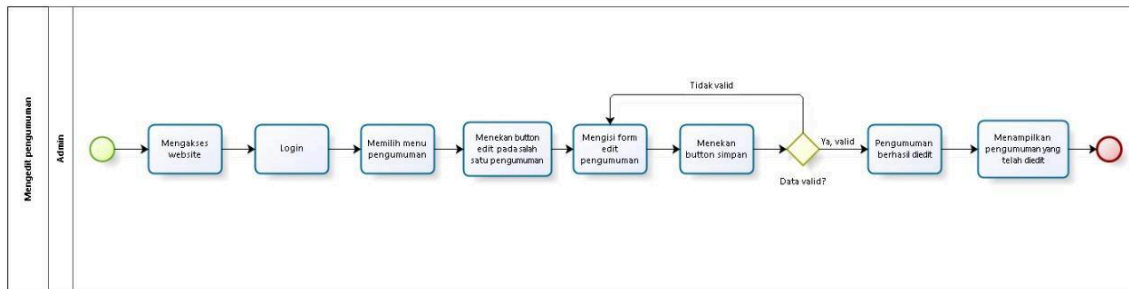 Mengedit pengumuman
Admin
Mengakses
website
Login
Memilih menu
pengumuman
Menekan button
edit pada salah
satu pengumuman
Mengisi form
edit
pengumuman
Menekan
button simpan
Tidak valid
Data valid?
Ya, valid
Pengumuman
berhasil diedit
Menampilkan
pengumuman yang
telah diedit